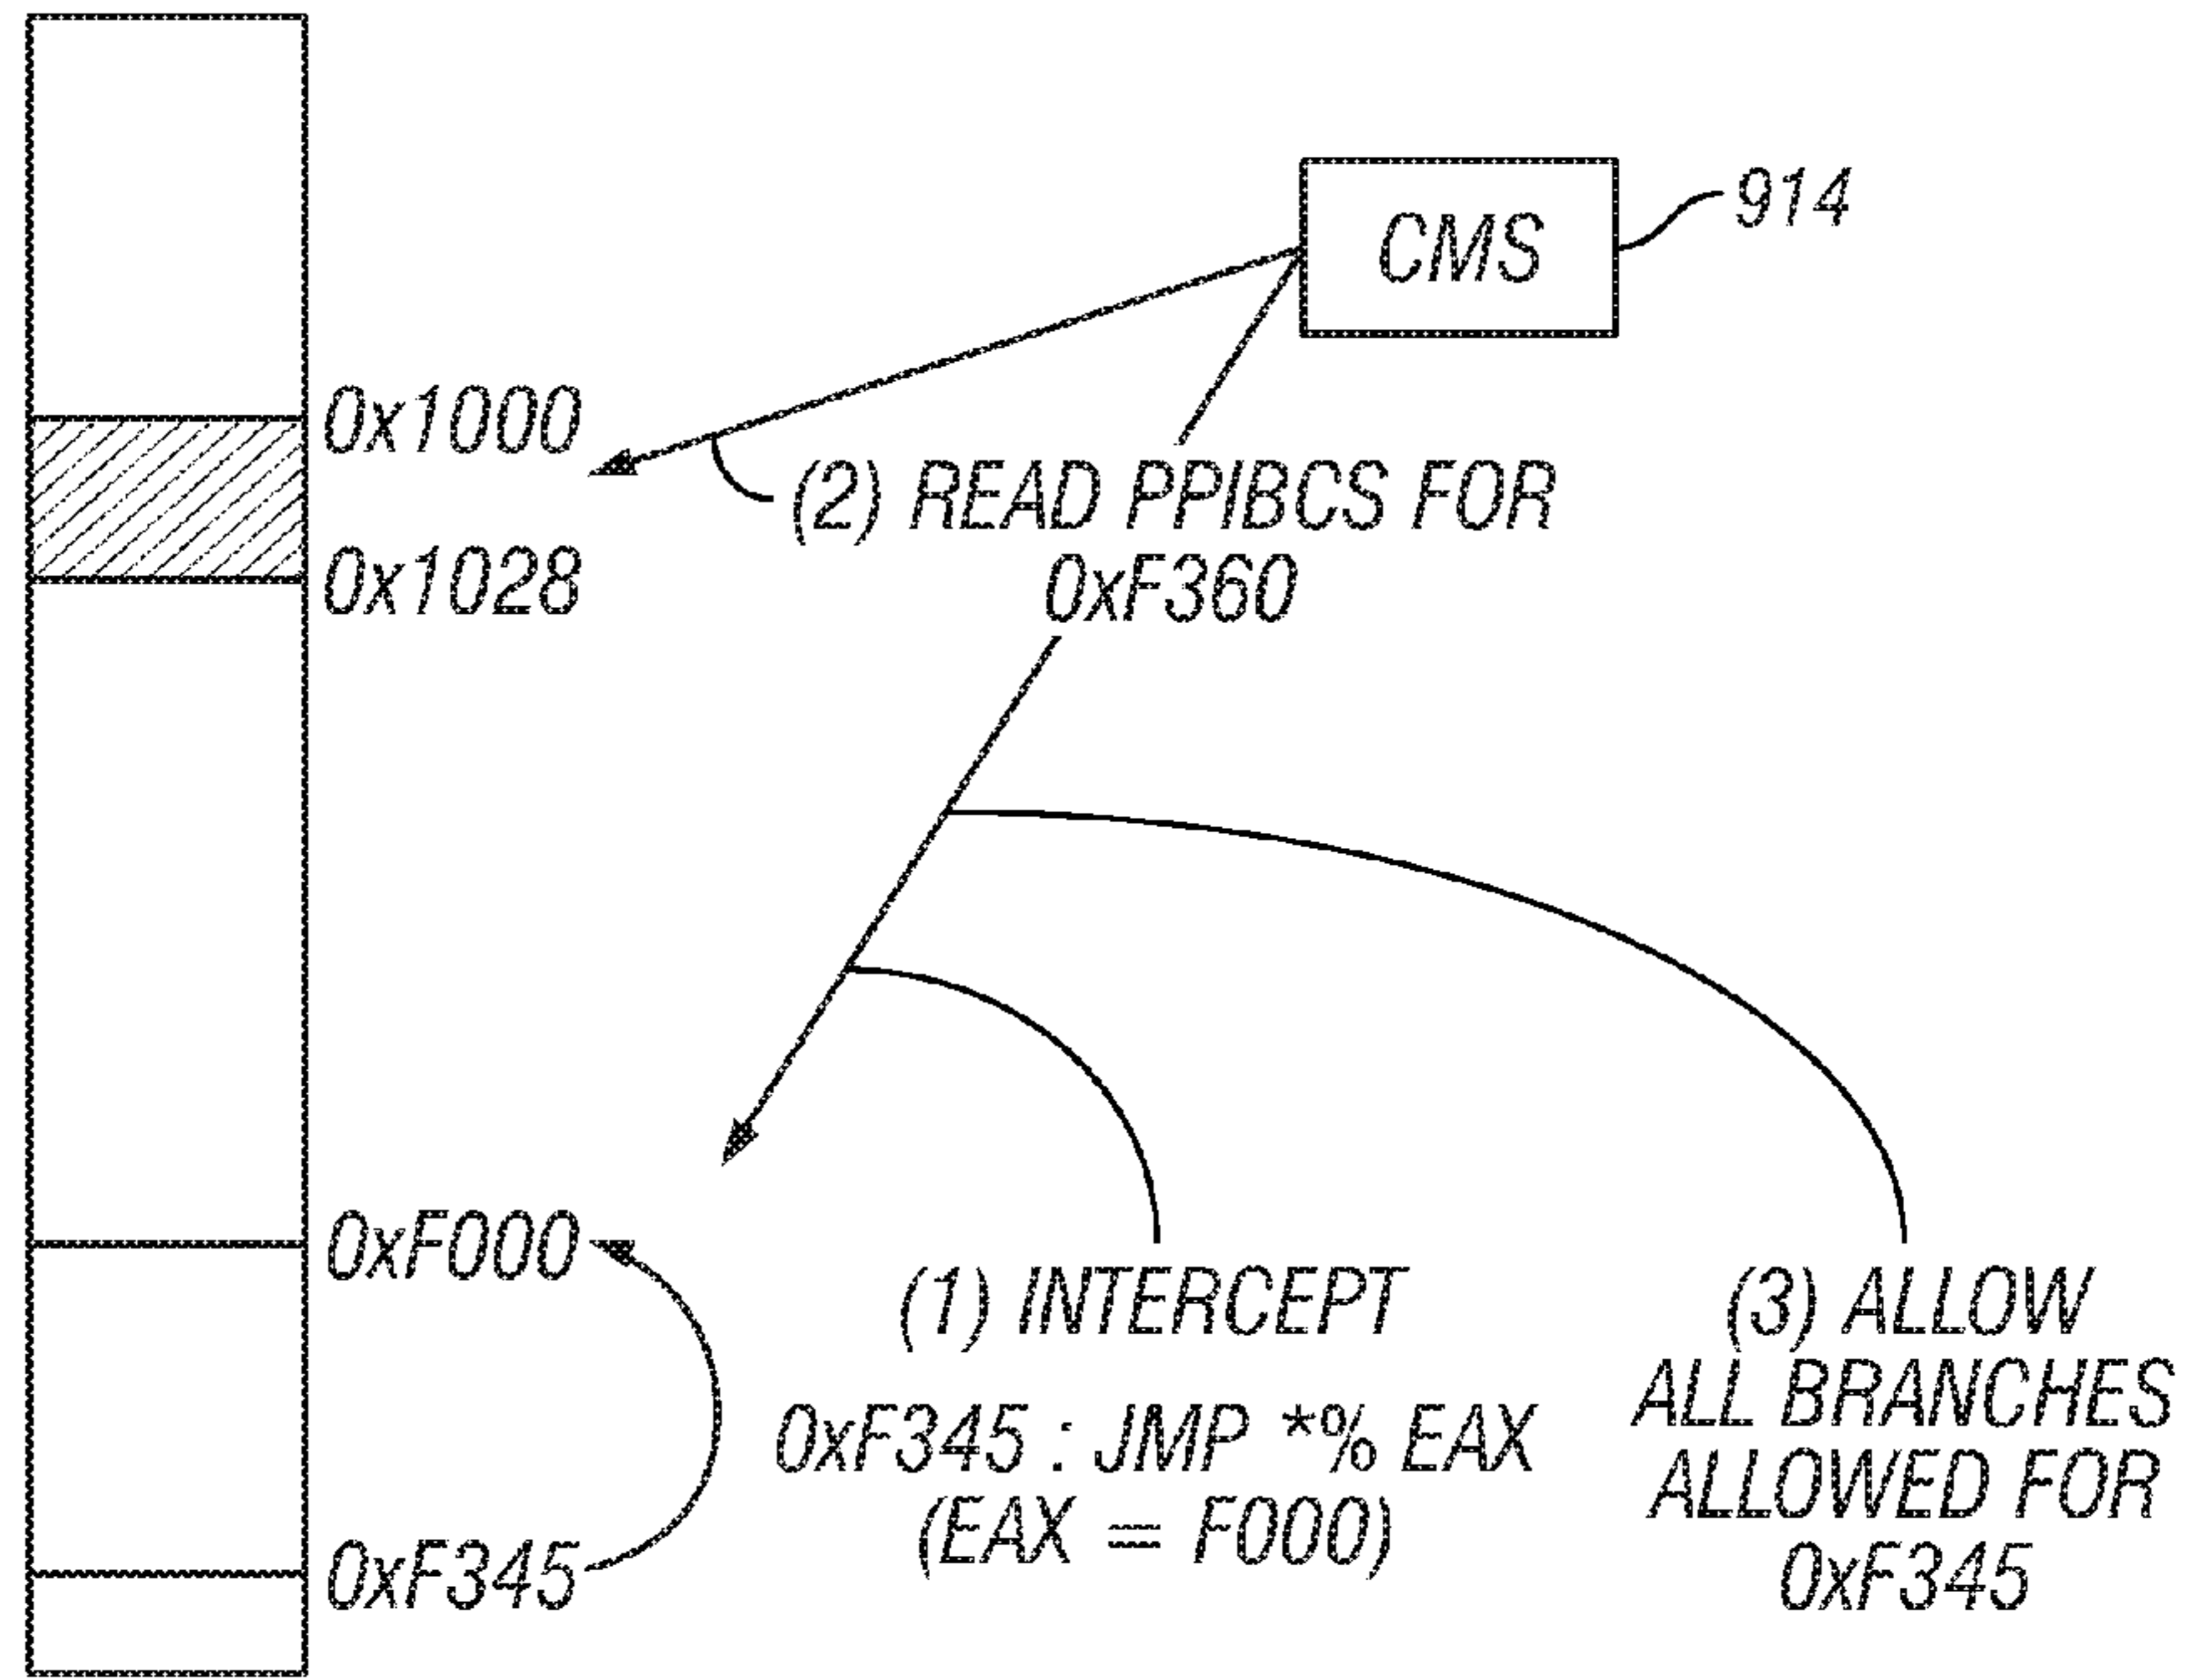 CMS
914
0x1000
0x1028
(2) READ PPIBCS FOR
0xF360
0xF000
0xF345
(1) INTERCEPT
0xF345 : JMP *% EAX
(EAX = F000)
(3) ALLOW
ALL BRANCHES
ALLOWED FOR
0xF345